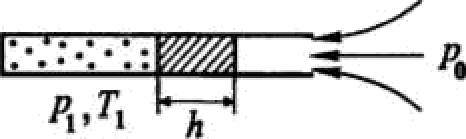 p₀
p₁, T₁
h